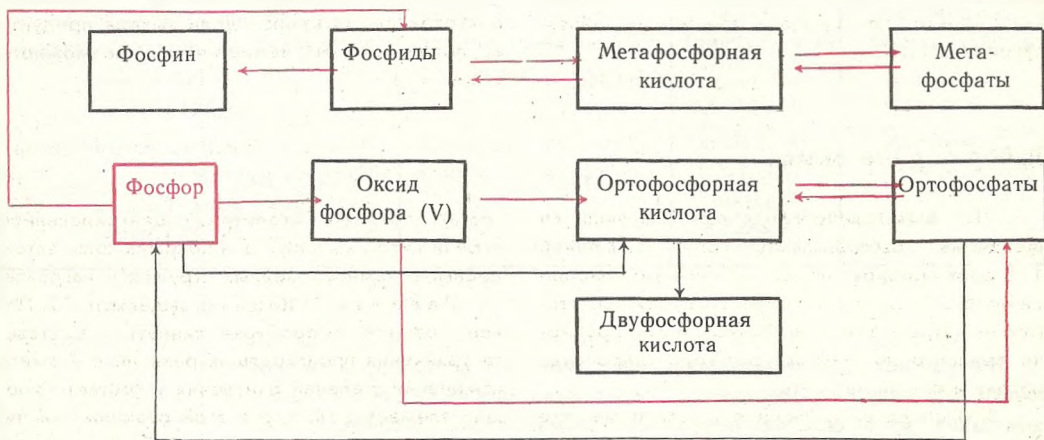 Фосфин
Фосфиды
Метафосфорная
кислота
Мета-
фосфаты
Фосфор
Оксид
фосфора (V)
Ортофосфорная
кислота
Ортофосфаты
Двуфосфорная
кислота